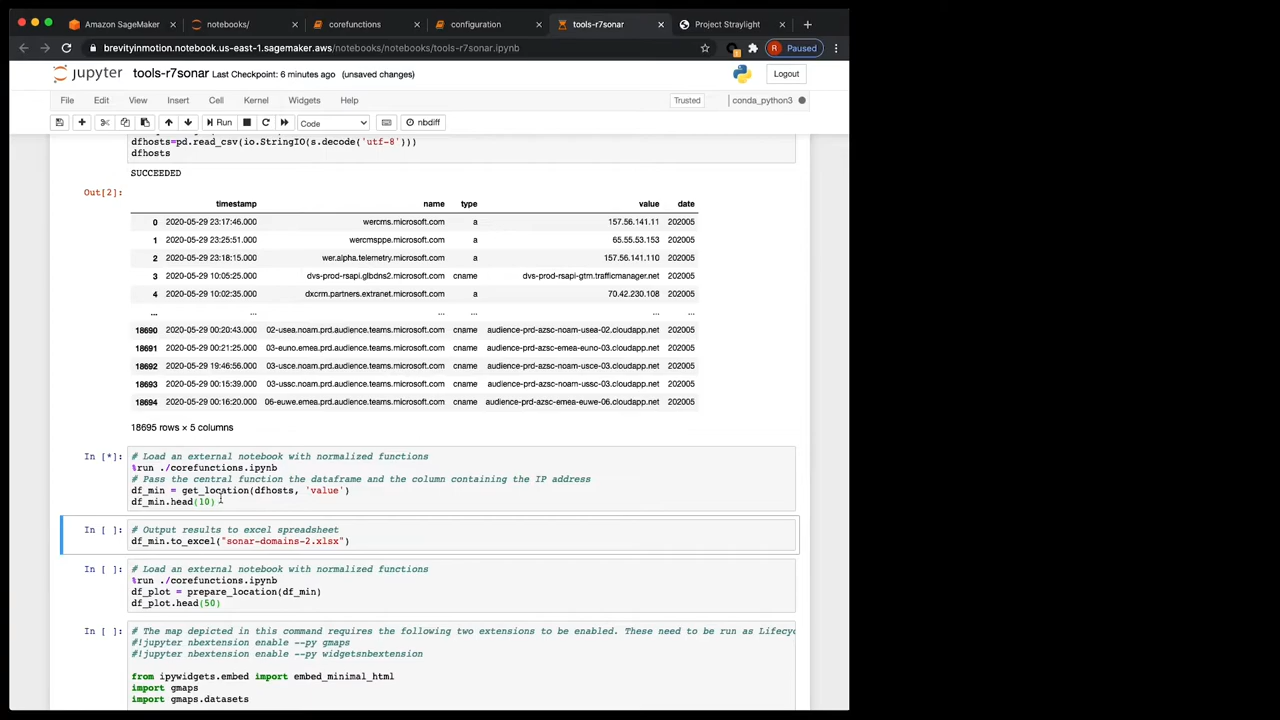 Amazon SageMaker
notebooks/
corefunctions
configuration
tools-r7sonar
Project Straylight
brevityinmotion.notebook.us-east-1.sagemaker.aws/notebooks/notebooks/tools-r7sonar.ipynb
R Paused
jupyter tools-r7sonar Last Checkpoint: 6 minutes ago (unsaved changes)
Logout
File Edit View Insert Cell Kernel Widgets Help
Trusted
conda_python3
Run
Code
nbdiff
dfhosts=pd.read_csv(io.StringIO(s.decode('utf-8')))
dfhosts
SUCCEEDED
Out[2]:
timestamp name type value date
0 2020-05-29 23:17:46.000 wercms.microsoft.com a 157.56.141.11 202005
1 2020-05-29 23:25:51.000 wercmsppe.microsoft.com a 65.55.53.153 202005
2 2020-05-29 23:18:15.000 wer.alpha.telemetry.microsoft.com a 157.56.141.110 202005
3 2020-05-29 10:05:25.000 dvs-prod-rsapi.glbdns2.microsoft.com cname dvs-prod-rsapi-gtm.trafficmanager.net 202005
4 2020-05-29 10:02:35.000 dxcrm.partners.extranet.microsoft.com a 70.42.230.108 202005
... ... ... ... ... ...
18690 2020-05-29 00:20:43.000 02-usea.noam.prd.audience.teams.microsoft.com cname audience-prd-azsc-noam-usea-02.cloudapp.net 202005
18691 2020-05-29 00:21:25.000 03-euno.emea.prd.audience.teams.microsoft.com cname audience-prd-azsc-emea-euno-03.cloudapp.net 202005
18692 2020-05-29 19:46:56.000 03-usce.noam.prd.audience.teams.microsoft.com cname audience-prd-azsc-noam-usce-03.cloudapp.net 202005
18693 2020-05-29 00:15:39.000 03-ussc.noam.prd.audience.teams.microsoft.com cname audience-prd-azsc-noam-ussc-03.cloudapp.net 202005
18694 2020-05-29 00:16:20.000 06-euwe.emea.prd.audience.teams.microsoft.com cname audience-prd-azsc-emea-euwe-06.cloudapp.net 202005
18695 rows × 5 columns
In [*]: # Load an external notebook with normalized functions
%run ./corefunctions.ipynb
# Pass the central function the dataframe and the column containing the IP address
df_min = get_location(dfhosts, 'value')
df_min.head(10)
In [ ]: # Output results to excel spreadsheet
df_min.to_excel("sonar-domains-2.xlsx")
In [ ]: # Load an external notebook with normalized functions
%run ./corefunctions.ipynb
df_plot = prepare_location(df_min)
df_plot.head(50)
In [ ]: # The map depicted in this command requires the following two extensions to be enabled. These need to be run as Lifecy
#!jupyter nbextension enable --py gmaps
#!jupyter nbextension enable --py widgetsnbextension
from ipywidgets.embed import embed_minimal_html
import gmaps
import gmaps.datasets